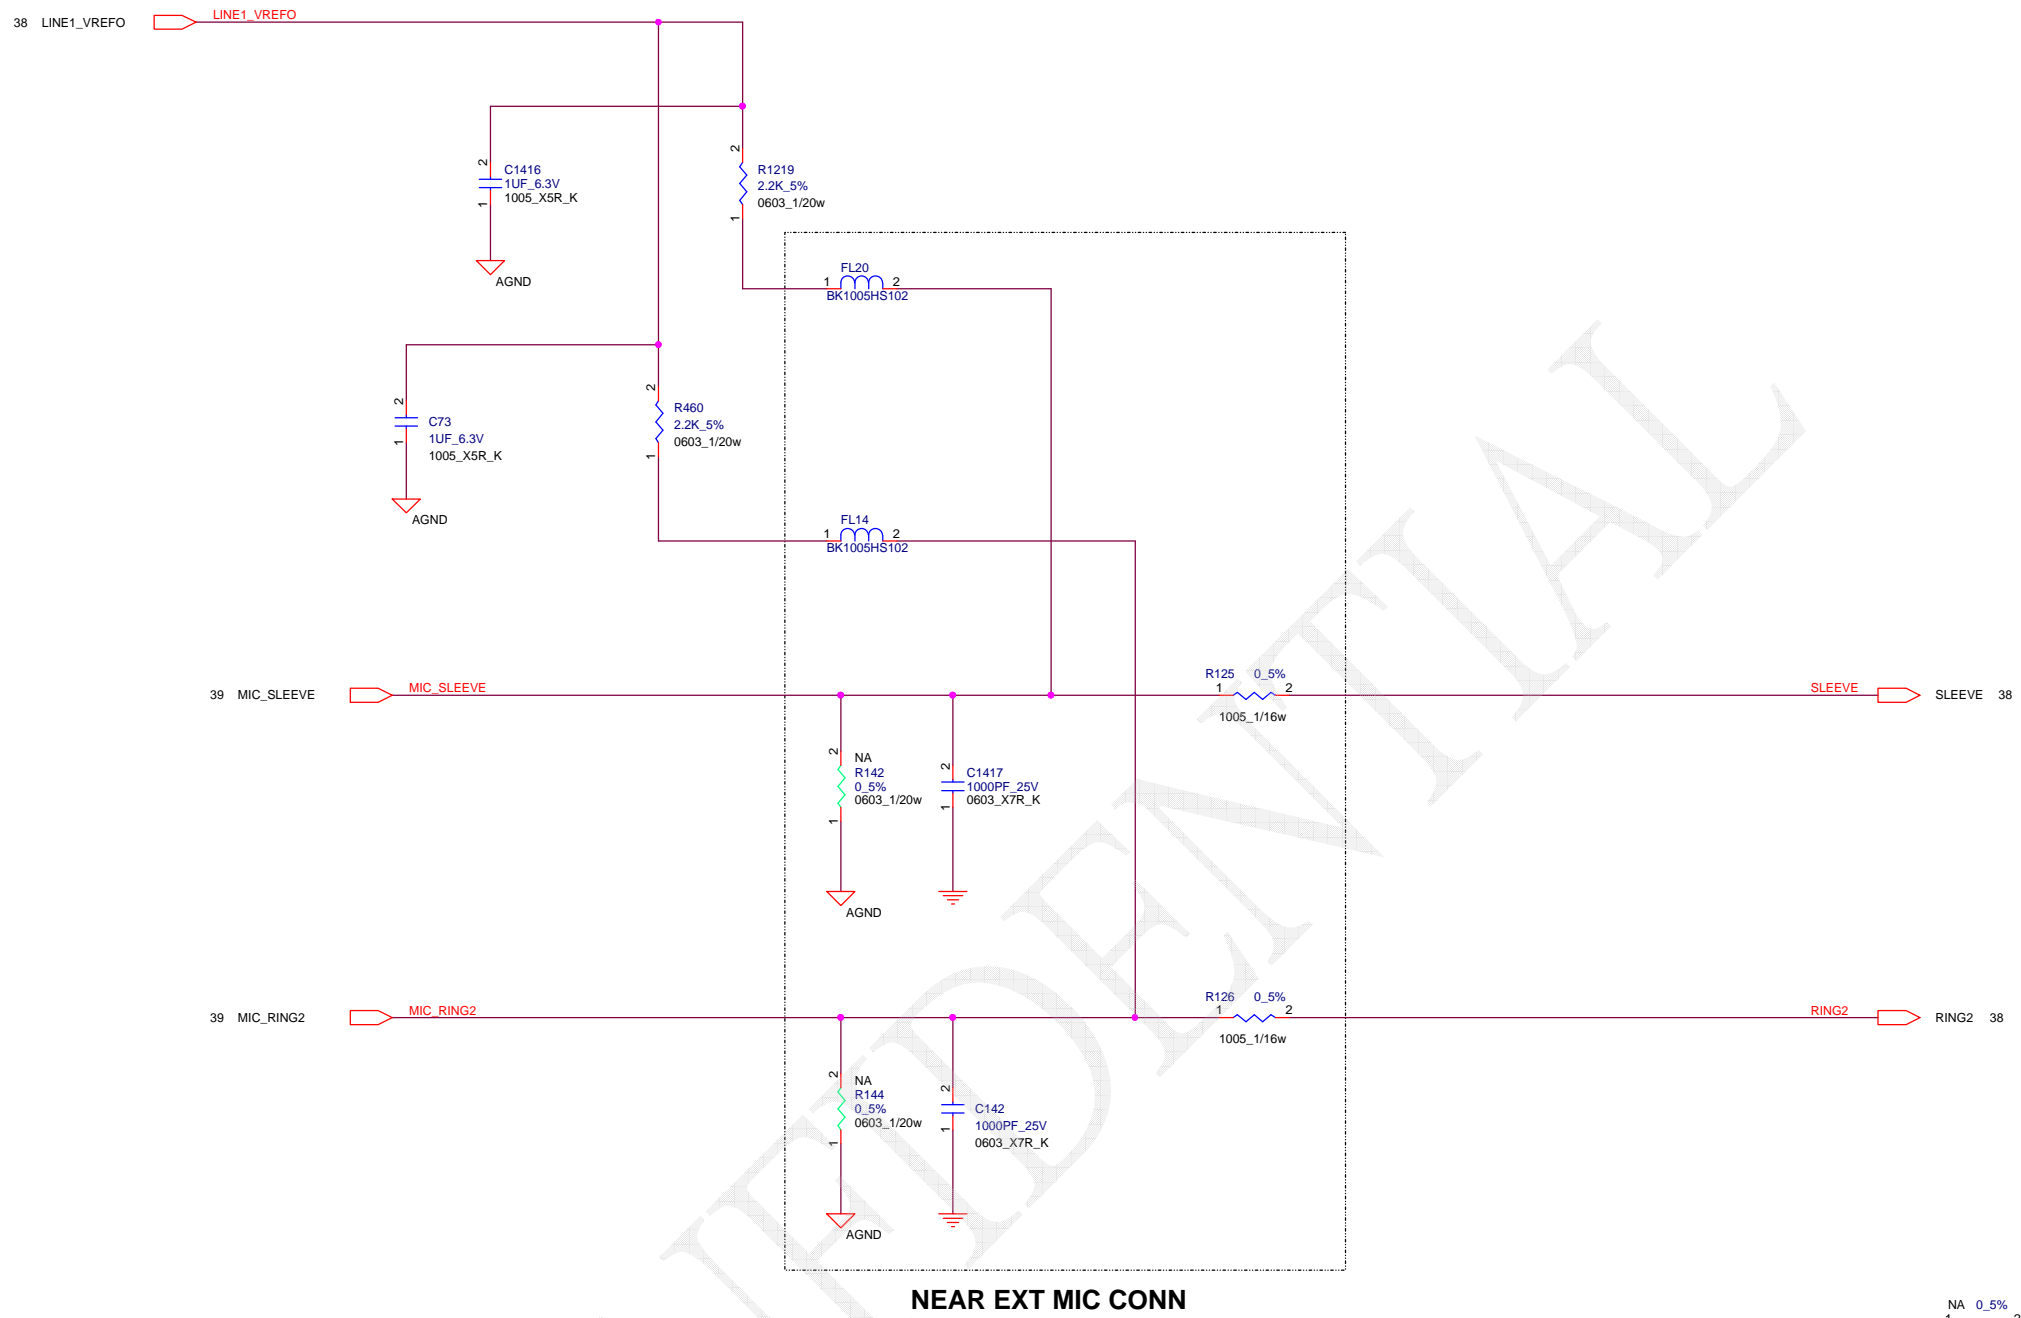 38 LINE1_VREFO
LINE1_VREFO
2
C1416
1UF_6.3V
1005_X5R_K
1
AGND
2
R1219
2.2K_5%
0603_1/20w
1
FL20
1 2
BK1005HS102
2
C73
1UF_6.3V
1005_X5R_K
1
AGND
2
R460
2.2K_5%
0603_1/20w
1
FL14
1 2
BK1005HS102
39 MIC_SLEEVE
MIC_SLEEVE
R125 0_5%
1 2
1005_1/16w
SLEEVE
SLEEVE 38
2
NA
R142
0_5%
0603_1/20w
1
AGND
2
C1417
1000PF_25V
0603_X7R_K
1
39 MIC_RING2
MIC_RING2
R126 0_5%
1 2
1005_1/16w
RING2
RING2 38
2
NA
R144
0_5%
0603_1/20w
1
AGND
2
C142
1000PF_25V
0603_X7R_K
1
NEAR EXT MIC CONN
NA 0_5%
FIDENTIAL